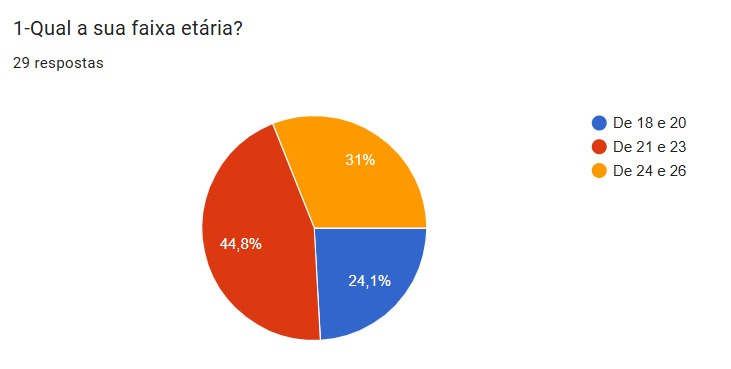 1-Qual a sua faixa etária?
29 respostas
De 18 e 20
De 21 e 23
De 24 e 26
31%
44,8%
24,1%